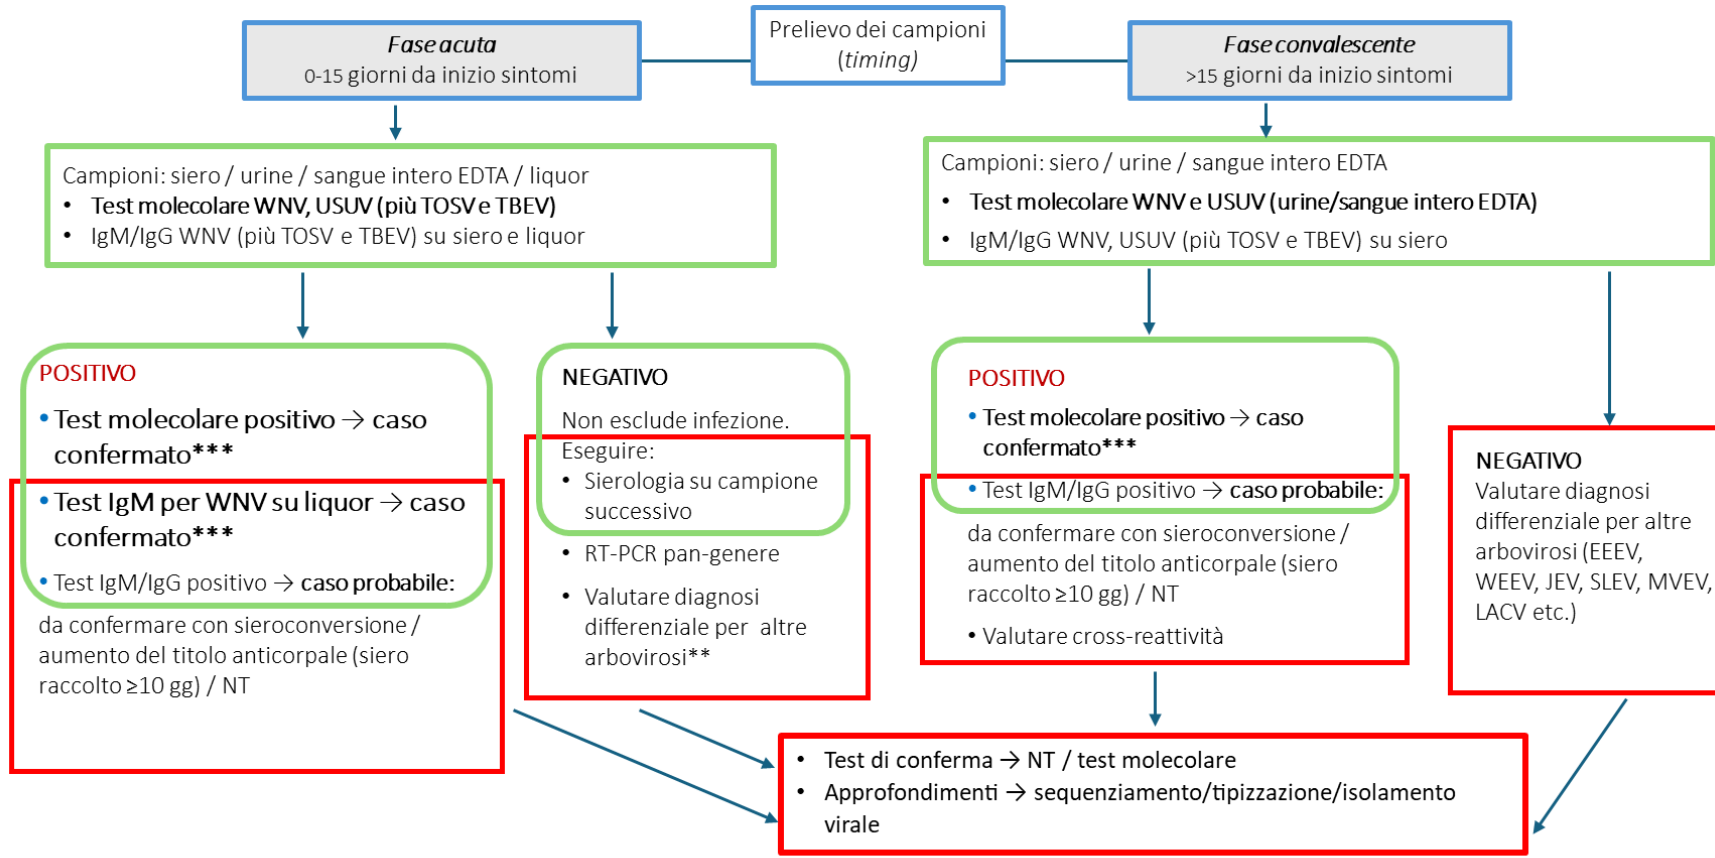 Prelievo dei campioni
(timing)
Fase acuta
0-15 giorni da inizio sintomi
Fase convalescente
>15 giorni da inizio sintomi
Campioni: siero / urine / sangue intero EDTA / liquor
• Test molecolare WNV, USUV (più TOSV e TBEV)
• IgM/IgG WNV (più TOSV e TBEV) su siero e liquor
Campioni: siero / urine / sangue intero EDTA
• Test molecolare WNV e USUV (urine/sangue intero EDTA)
• IgM/IgG WNV, USUV (più TOSV e TBEV) su siero
POSITIVO
• Test molecolare positivo → caso
confermato***
• Test IgM per WNV su liquor → caso
confermato***
• Test IgM/IgG positivo → caso probabile:
da confermare con sieroconversione /
aumento del titolo anticorpale (siero
raccolto ≥10 gg) / NT
NEGATIVO
Non esclude infezione.
Eseguire:
• Sierologia su campione
successivo
• RT-PCR pan-genere
• Valutare diagnosi
differenziale per altre
arbovirosi**
POSITIVO
• Test molecolare positivo → caso
confermato***
• Test IgM/IgG positivo → caso probabile:
da confermare con sieroconversione /
aumento del titolo anticorpale (siero
raccolto ≥10 gg) / NT
• Valutare cross-reattività
NEGATIVO
Valutare diagnosi
differenziale per altre
arbovirosi (EEEV,
WEEV, JEV, SLEV, MVEV,
LACV etc.)
• Test di conferma → NT / test molecolare
• Approfondimenti → sequenziamento/tipizzazione/isolamento
virale